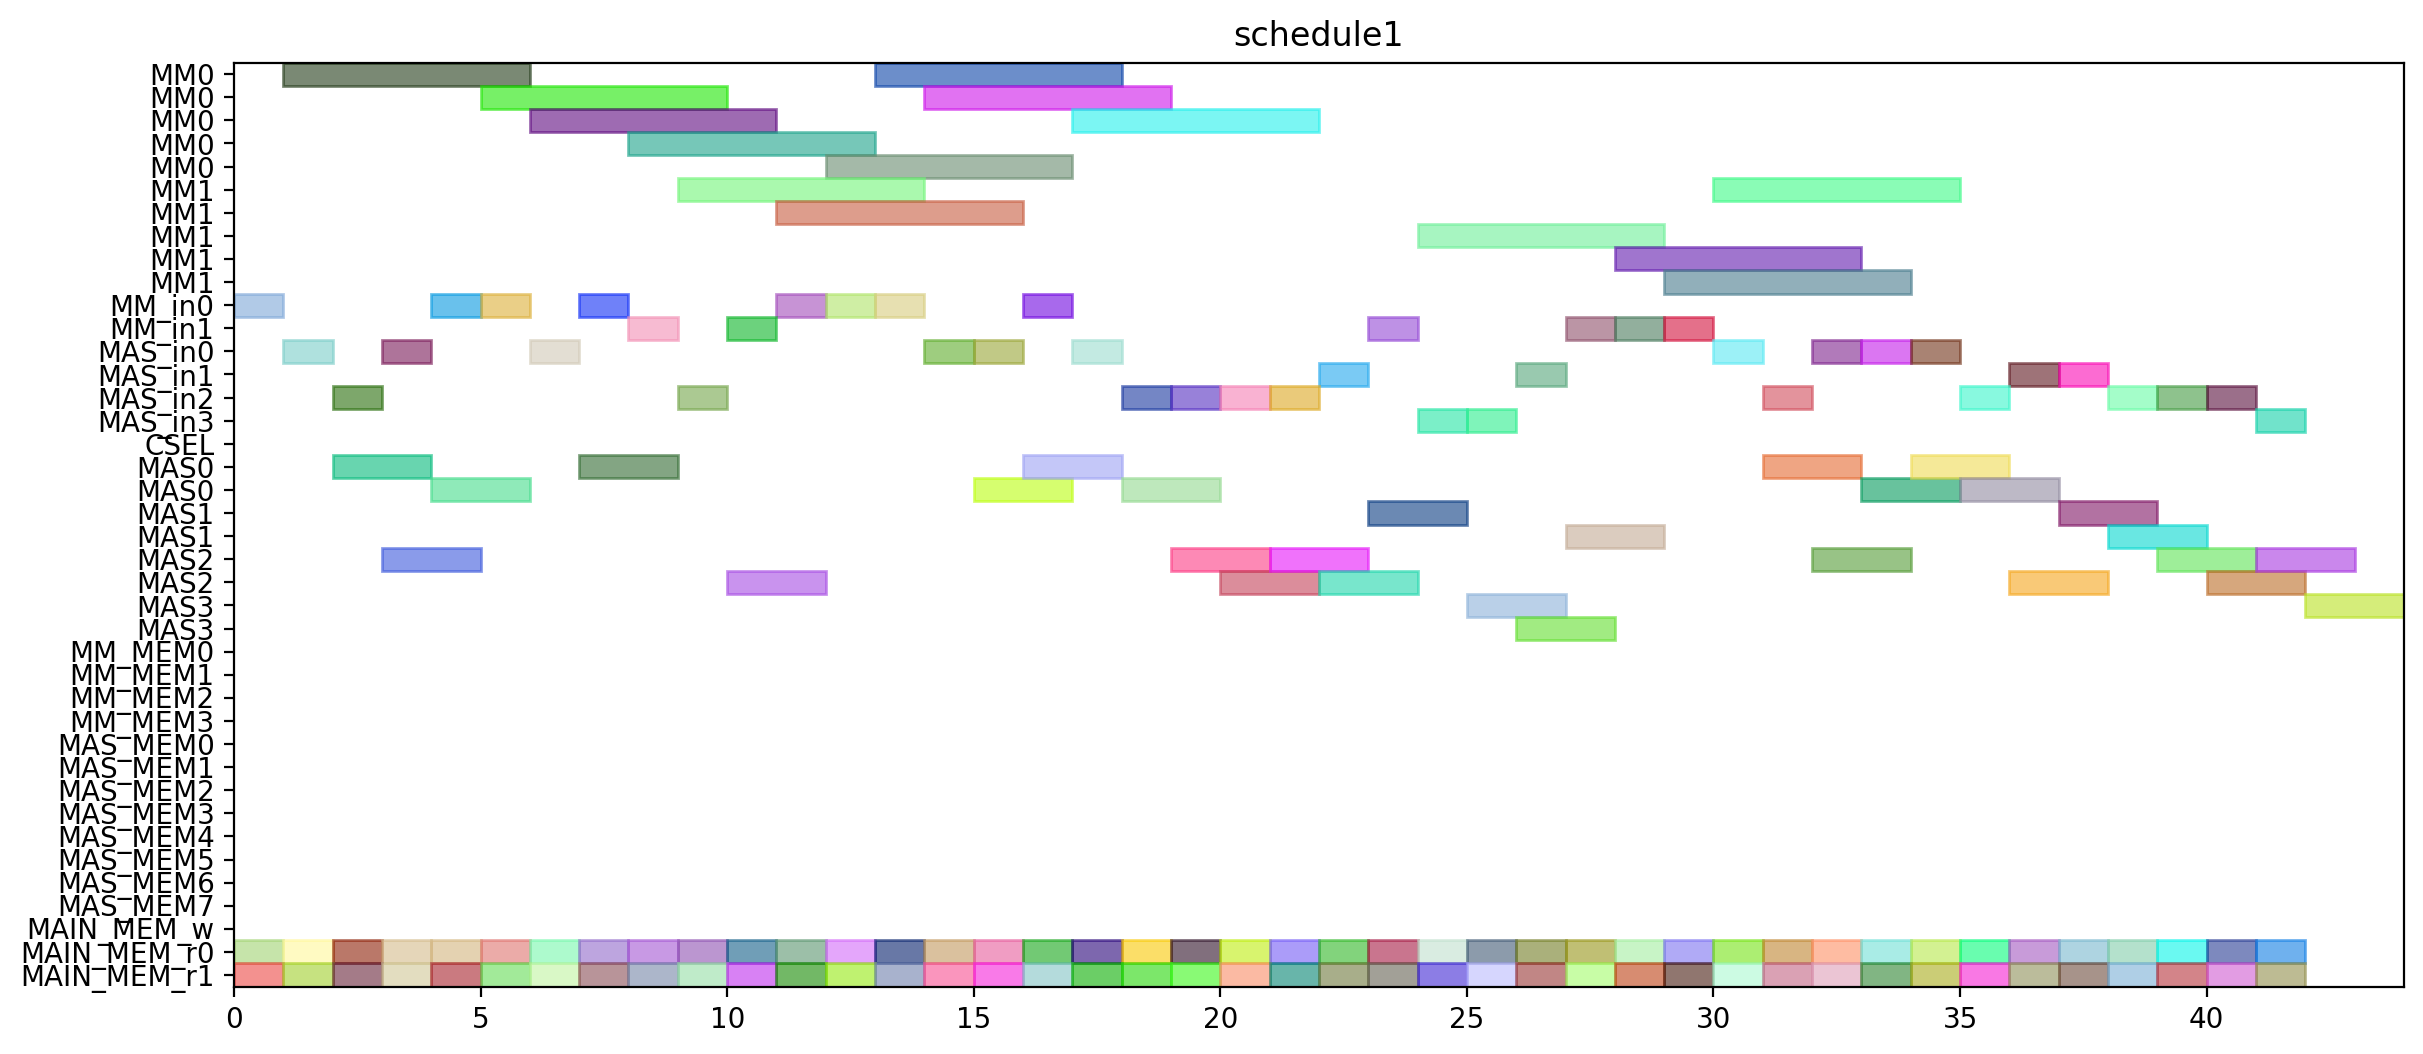 schedule1
MM0
MM0
MM0
MM0
MM0
MM1
MM1
MM1
MM1
MM1
MM_in0
MM_in1
MAS_in0
MAS_in1
MAS_in2
MAS_in3
CSEL
MAS0
MAS0
MAS1
MAS1
MAS2
MAS2
MAS3
MAS3
MM_MEM0
MM_MEM1
MM_MEM2
MM_MEM3
MAS_MEM0
MAS_MEM1
MAS_MEM2
MAS_MEM3
MAS_MEM4
MAS_MEM5
MAS_MEM6
MAS_MEM7
MAIN_MEM_w
MAIN_MEM_r0
MAIN_MEM_r1
0 5 10 15 20 25 30 35 40